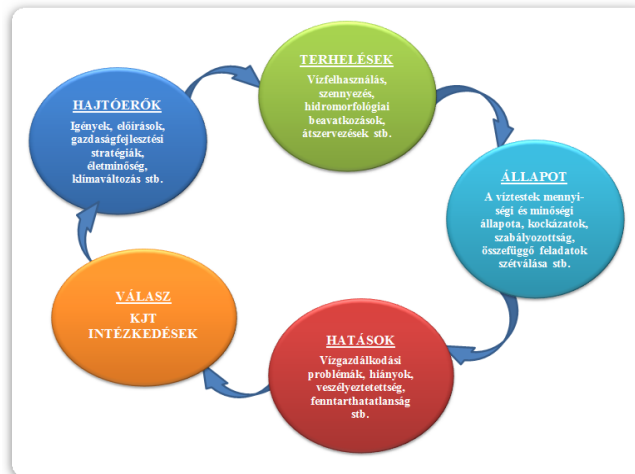 TERHELÉSEK
Vízfelhasználás,
szennyezés,
hidromorfológiai
beavatkozások,
átszervezések stb.
ÁLLAPOT
A víztestek mennyi-
ségi és minőségi
állapota, kockázatok,
szabályozottság,
összefüggő feladatok
szétválása stb.
HATÁSOK
Vízgazdálkodási
problémák, hiányok,
veszélyeztetettség,
fenntarthatatlanság
stb.
VÁLASZ
KJT
INTÉZKEDÉSEK
HAJTÓERŐK
Igények, előírások,
gazdaságfejlesztési
stratégiák,
életminőség,
klímaváltozás stb.